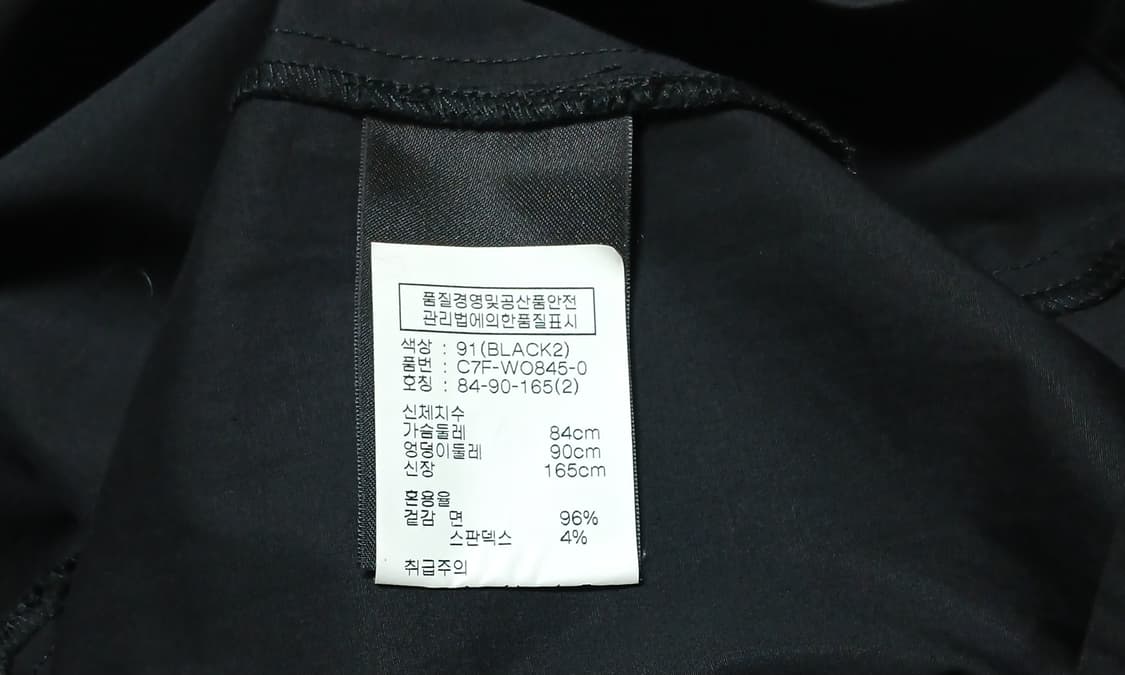 품질경영및공산품안전
관리법에의한품질표시
색상 : 91(BLACK2)
품번 : C7F-WO845-0
호칭 : 84-90-165(2)
신체치수
가슴둘레 84cm
엉덩이둘레 90cm
신장 165cm
혼용율
겉감 면 96%
스판덱스 4%
취급주의